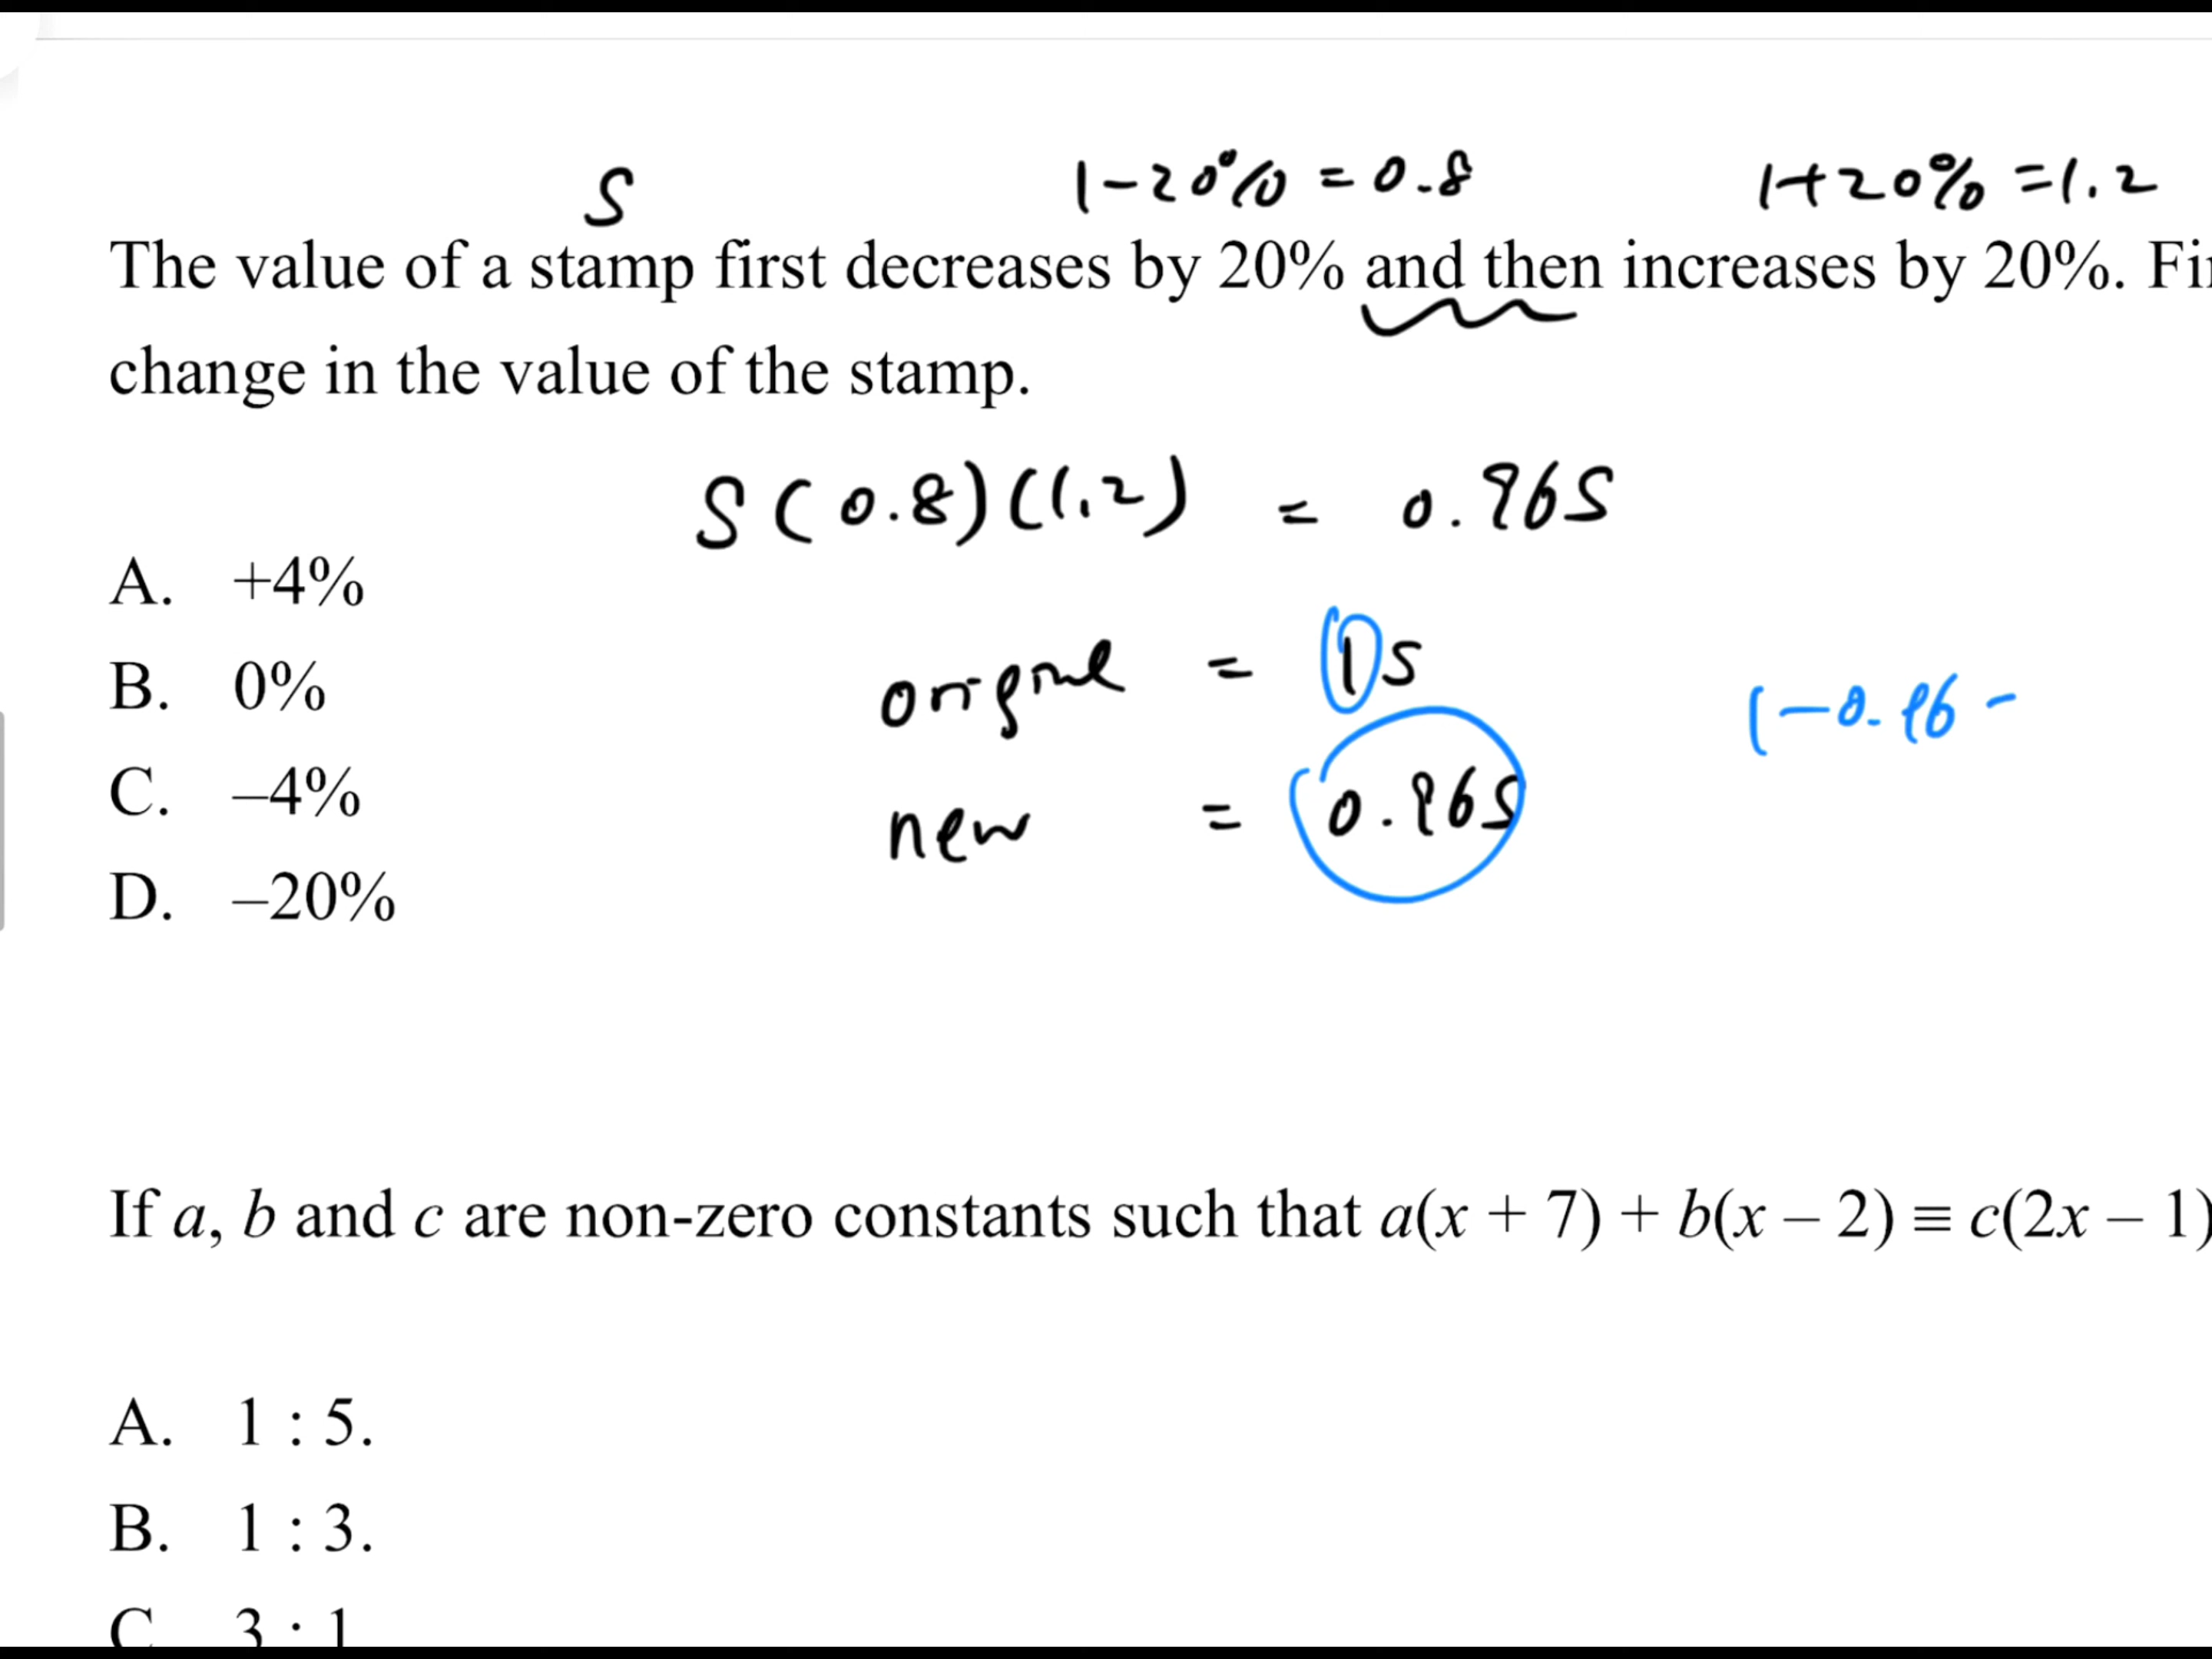 S 1-20% = 0.8 1+20% = 1.2
The value of a stamp first decreases by 20% and then increases by 20%.
change in the value of the stamp.
S(0.8)(1.2) = 0.96S
A. +4%
original = 1S
B. 0%
1-0.96 -
C. –4%
new = 0.96S
D. –20%
If a, b and c are non-zero constants such that a(x + 7) + b(x – 2) ≡ c(2x – 1)
A. 1 : 5.
B. 1 : 3.
C 3 : 1